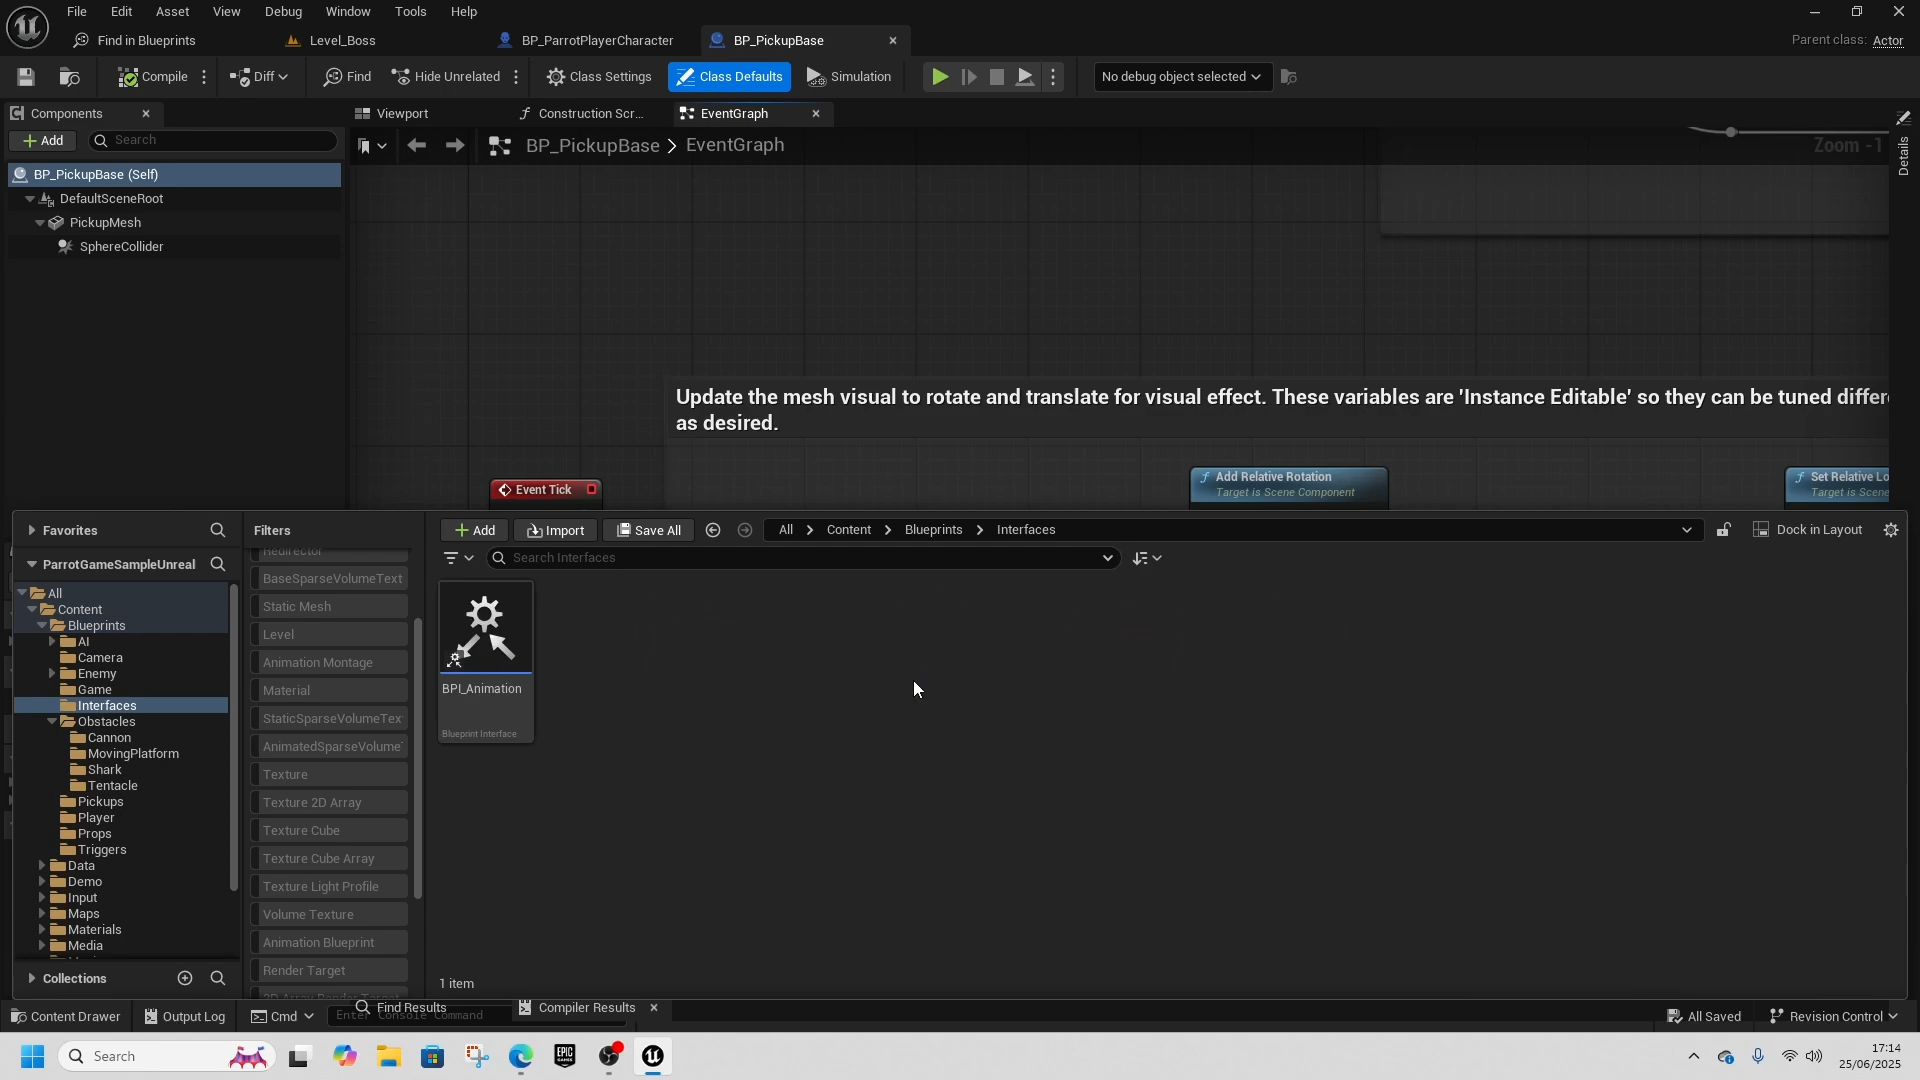 File Edit Asset View Debug Window Tools Help
Find in Blueprints Level_Boss BP_ParrotPlayerCharacter BP_PickupBase Parent class: Actor
Compile Diff Find Hide Unrelated Class Settings Class Defaults Simulation No debug object selected
Components Viewport Construction Scr... EventGraph
Add Search BP_PickupBase > EventGraph Zoom -1 Details
BP_PickupBase (Self)
DefaultSceneRoot
PickupMesh
SphereCollider
Update the mesh visual to rotate and translate for visual effect. These variables are 'Instance Editable' so they can be tuned differe
as desired.
Event Tick
Add Relative Rotation
Target is Scene Component
Set Relative Lo
Target is Scene
Favorites Filters Add Import Save All All > Content > Blueprints > Interfaces Dock in Layout
ParrotGameSampleUnreal Search Interfaces
All
Content
Blueprints
AI
Camera
Enemy
Game
Interfaces
Obstacles
Cannon
MovingPlatform
Shark
Tentacle
Pickups
Player
Props
Triggers
Data
Demo
Input
Maps
Materials
Media
Collections
Redirector
BaseSparseVolumeText
Static Mesh
Level
Animation Montage
Material
StaticSparseVolumeTex
AnimatedSparseVolume
Texture
Texture 2D Array
Texture Cube
Texture Cube Array
Texture Light Profile
Volume Texture
Animation Blueprint
Render Target
BPI_Animation
Blueprint Interface
1 item
Find Results Compiler Results
Content Drawer Output Log Cmd Enter Console Command All Saved Revision Control
Search EPIC GAMES 17:14
25/06/2025